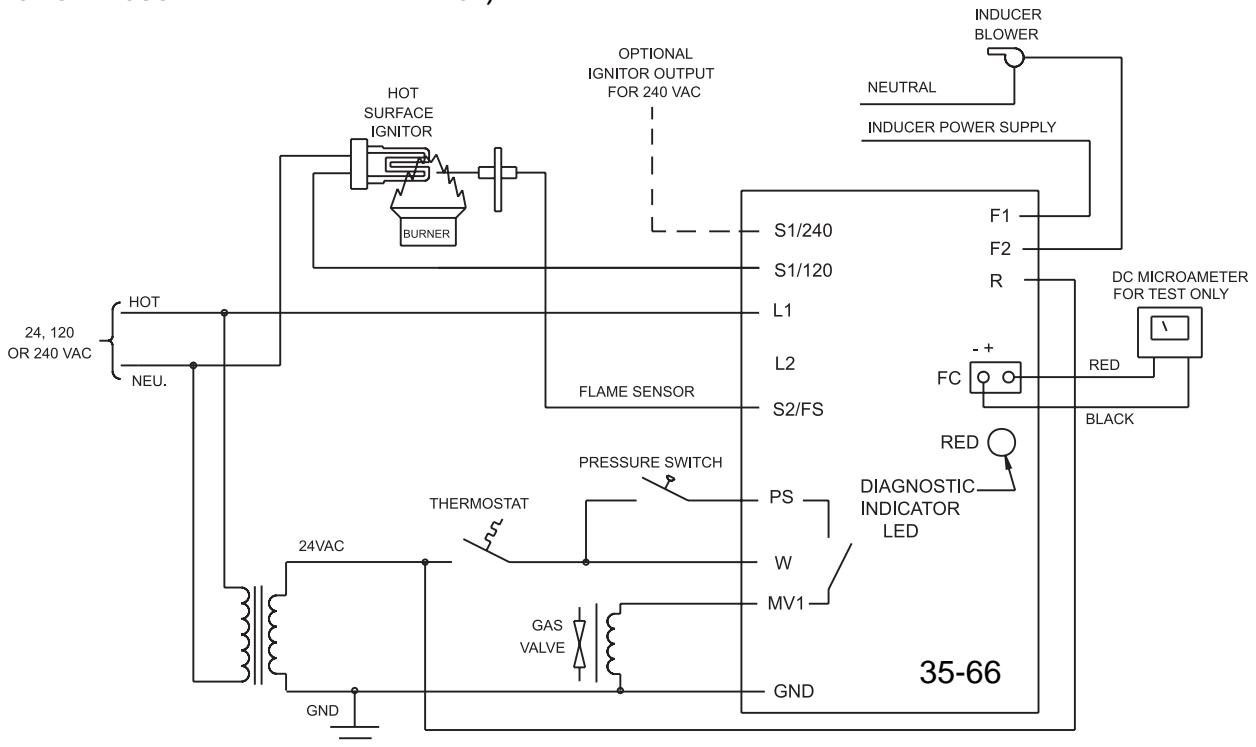 INDUCER
BLOWER
OPTIONAL
IGNITOR OUTPUT
FOR 240 VAC
HOT
SURFACE
IGNITOR
NEUTRAL
INDUCER POWER SUPPLY
BURNER
S1/240
F1
S1/120
F2
R
DC MICROAMETER
FOR TEST ONLY
HOT
L1
24, 120
OR 240 VAC
NEU.
L2
- +
FC
RED
FLAME SENSOR
S2/FS
BLACK
RED
PRESSURE SWITCH
PS
DIAGNOSTIC
INDICATOR
LED
THERMOSTAT
24VAC
W
MV1
GAS
VALVE
35-66
GND
GND